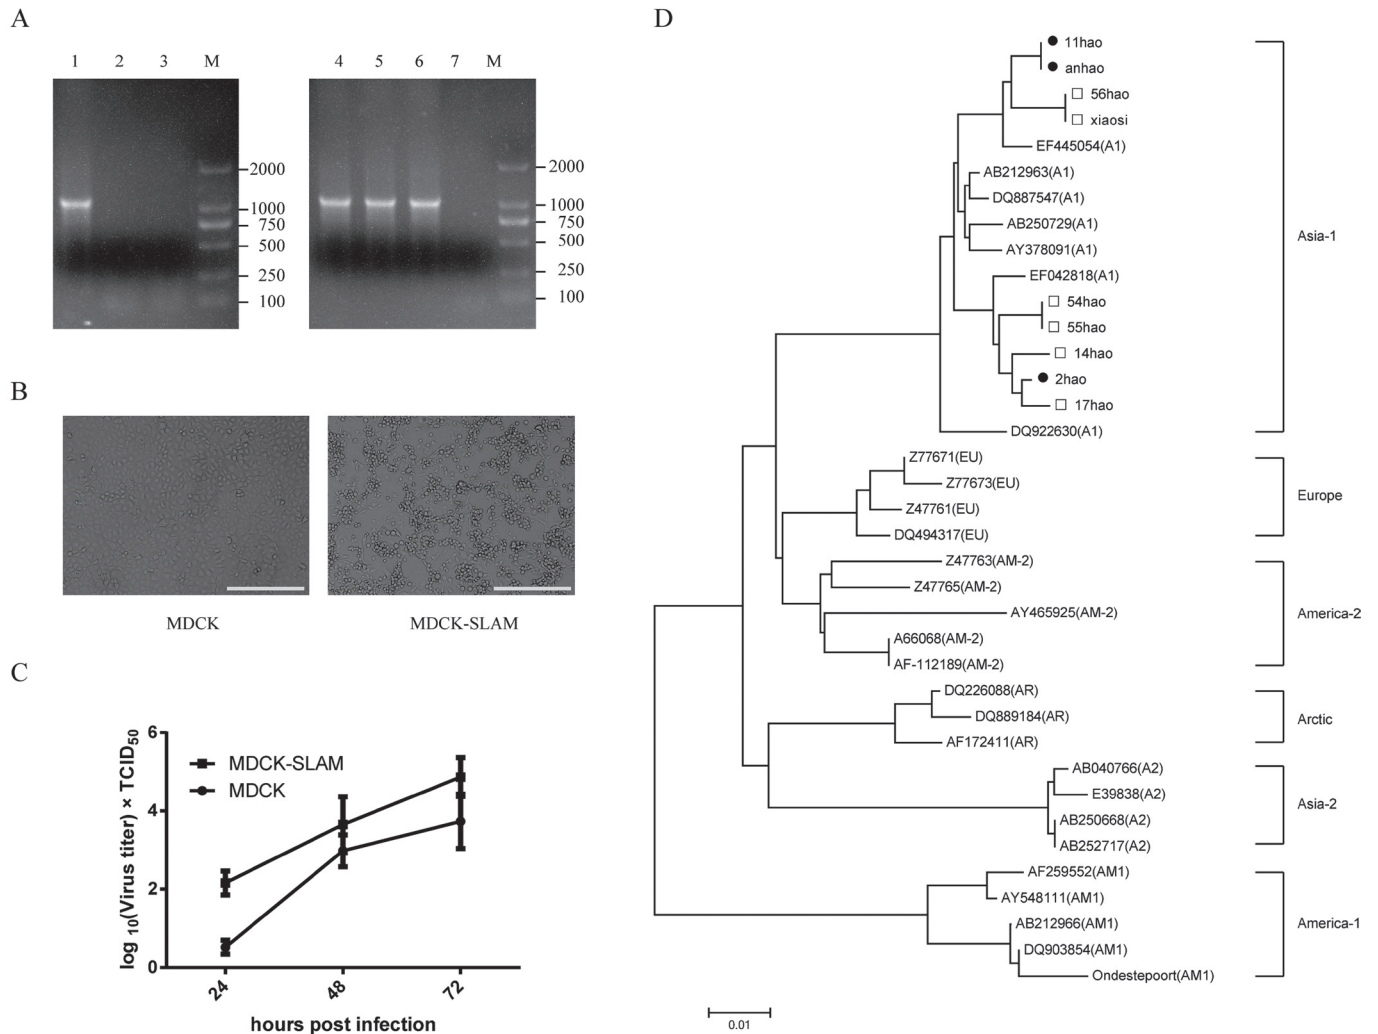 A
1 2 3 M
2000
1000
750
500
250
100
4 5 6 7 M
2000
1000
750
500
250
100
B
MDCK
MDCK-SLAM
C
log 10(Virus titer) × TCID50
6
4
2
0
MDCK-SLAM
MDCK
24 48 72
hours post infection
D
11hao
anhao
56hao
xiaosi
EF445054(A1)
AB212963(A1)
DQ887547(A1)
AB250729(A1)
AY378091(A1)
EF042818(A1)
54hao
55hao
14hao
2hao
17hao
DQ922630(A1)
Asia-1
Z77671(EU)
Z77673(EU)
Z47761(EU)
DQ494317(EU)
Europe
Z47763(AM-2)
Z47765(AM-2)
AY465925(AM-2)
A66068(AM-2)
AF-112189(AM-2)
America-2
DQ226088(AR)
DQ889184(AR)
AF172411(AR)
Arctic
AB040766(A2)
E39838(A2)
AB250668(A2)
AB252717(A2)
Asia-2
AF259552(AM1)
AY548111(AM1)
AB212966(AM1)
DQ903854(AM1)
Ondestepoort(AM1)
America-1
0.01